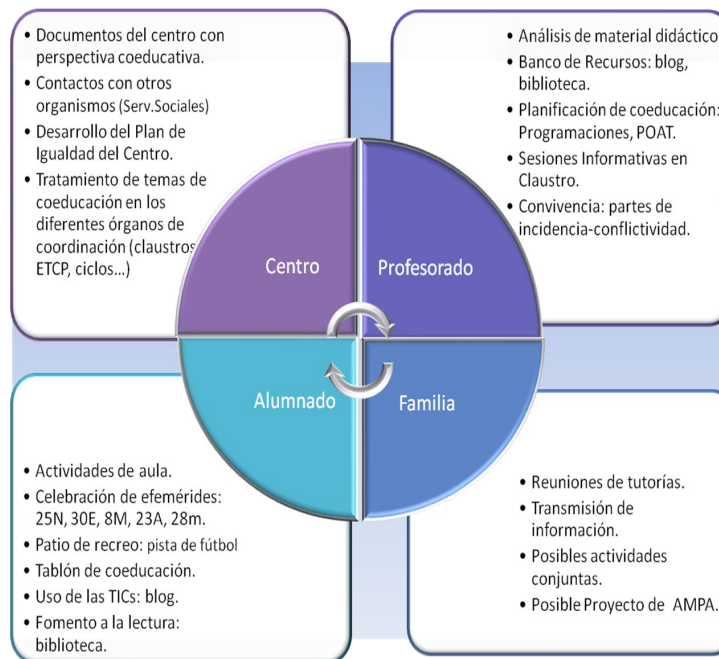 • Documentos del centro con
perspectiva coeducativa.
• Contactos con otros
organismos (Serv.Sociales)
• Desarrollo del Plan de
Igualdad del Centro.
• Tratamiento de temas de
coeducación en los
diferentes órganos de
coordinación (claustros
ETCP, ciclos...)
• Análisis de material didáctico
• Banco de Recursos: blog,
biblioteca.
• Planificación de coeducación:
Programaciones, POAT.
• Sesiones Informativas en
Claustro.
• Convivencia: partes de
incidencia-conflictividad.
Centro
Profesorado
Alumnado
Familia
• Actividades de aula.
• Celebración de efemérides:
25N, 30E, 8M, 23A, 28m.
• Patio de recreo: pista de fútbol
• Tablón de coeducación.
• Uso de las TICs: blog.
• Fomento a la lectura:
biblioteca.
• Reuniones de tutorías.
• Transmisión de
información.
• Posibles actividades
conjuntas.
• Posible Proyecto de AMPA.